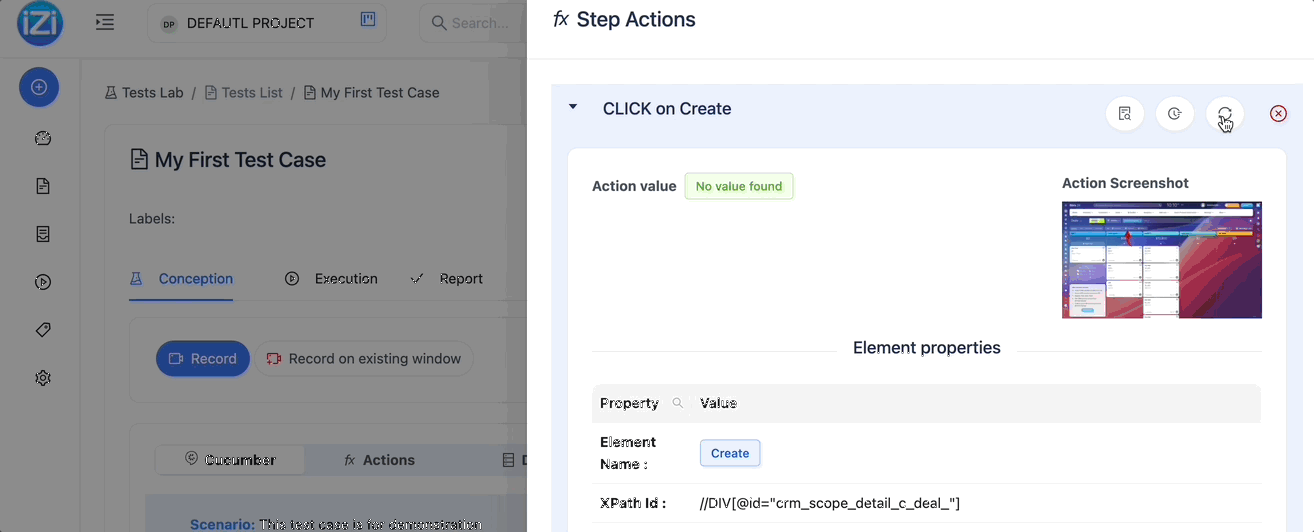 iZi
DP DEFAUTL PROJECT
Search...
Tests Lab / Tests List / My First Test Case
My First Test Case
Labels:
Conception
Execution
Report
Record
Record on existing window
Cucumber
fx Actions
D
Scenario: This test case is for demonstration
fx Step Actions
CLICK on Create
Action value No value found
Action Screenshot
Element properties
Property Value
Element
Name :
Create
XPath Id : //DIV[@id="crm_scope_detail_c_deal_"]